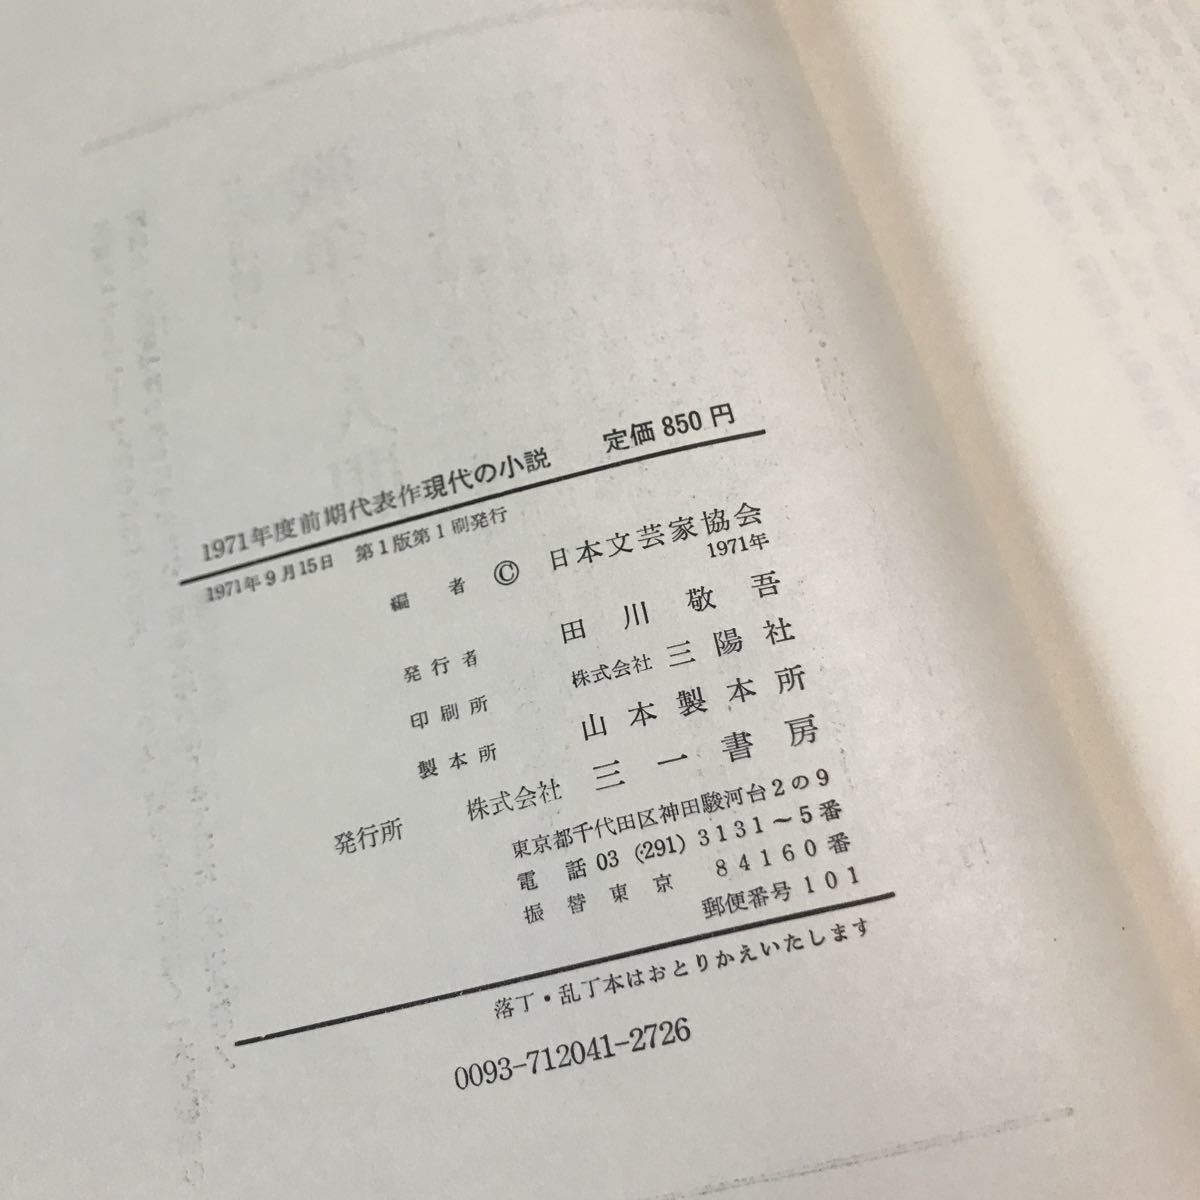 1971年度前期代表作現代の小説　定価 850 円
1971年9月15日　第1版第1刷発行
編者　©　日本文芸家協会
1971年
発行者　田川敬吾
印刷所　株式会社 三陽社
製本所　山本製本所
発行所　株式会社 三一書房
東京都千代田区神田駿河台2の9
電話 03 (291) 3131〜5番
振替東京 84160番
郵便番号 101
落丁・乱丁本はおとりかえいたします
0093-712041-2726